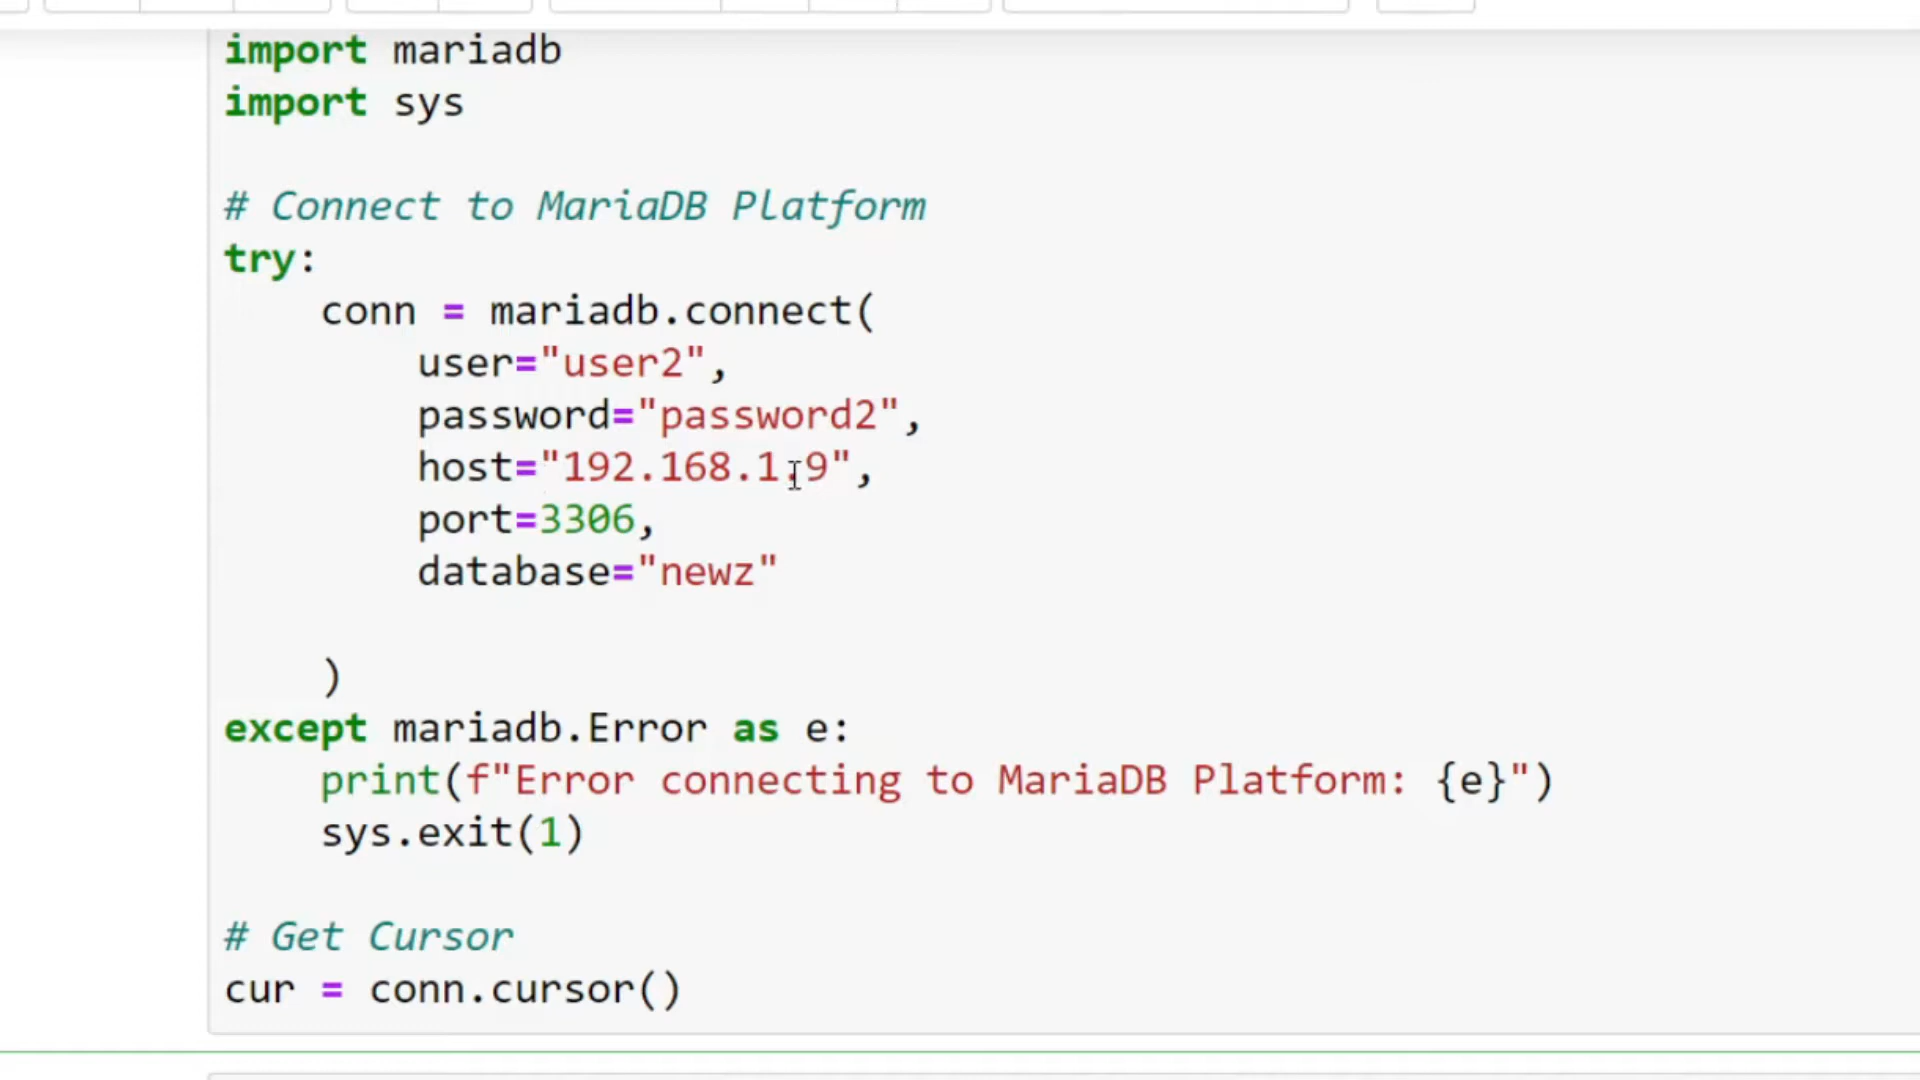 import mariadb
import sys
# Connect to MariaDB Platform
try:
    conn = mariadb.connect(
        user="user2",
        password="password2",
        host="192.168.1.9",
        port=3306,
        database="newz"
    )
except mariadb.Error as e:
    print(f"Error connecting to MariaDB Platform: {e}")
    sys.exit(1)
# Get Cursor
cur = conn.cursor()